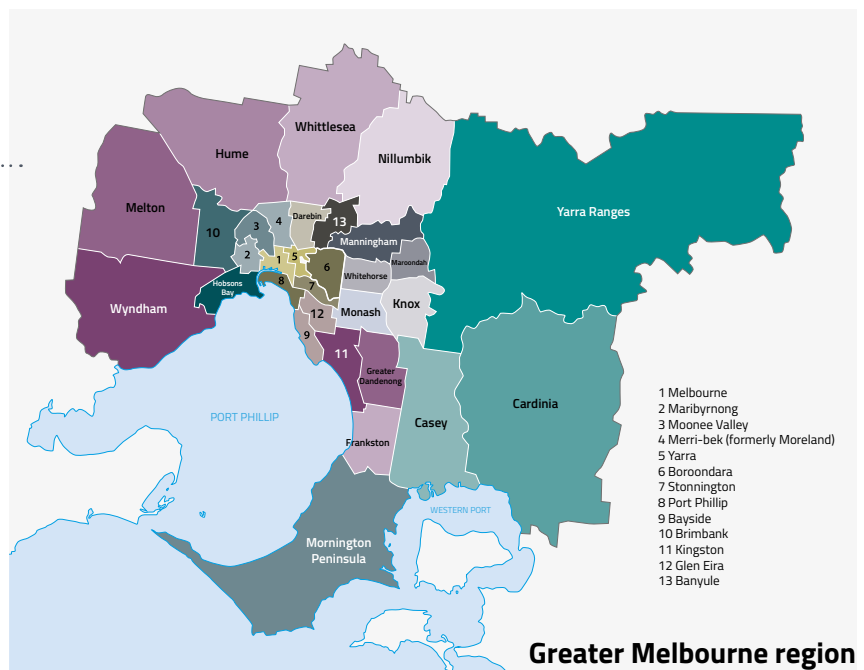 Whittlesea
Hume
Nillumbik
Melton
Yarra Ranges
Darebin
13
4
3
10
Manningham
2
1
5
6
Maroondah
Whitehorse
Hobsons
Bay
8
7
Wyndham
Monash
Knox
12
9
11
Greater
Dandenong
Cardinia
PORT PHILLIP
Casey
Frankston
WESTERN PORT
Mornington
Peninsula
1 Melbourne
2 Maribyrnong
3 Moonee Valley
4 Merri-bek (formerly Moreland)
5 Yarra
6 Boroondara
7 Stonnington
8 Port Phillip
9 Bayside
10 Brimbank
11 Kingston
12 Glen Eira
13 Banyule
Greater Melbourne region